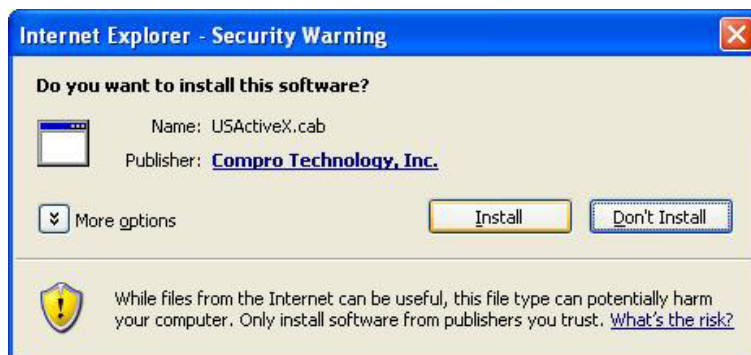 Internet Explorer - Security Warning
Do you want to install this software?
Name: USActiveX.cab
Publisher: Compro Technology, Inc.
More options
Install
Don't Install
While files from the Internet can be useful, this file type can potentially harm
your computer. Only install software from publishers you trust. What's the risk?